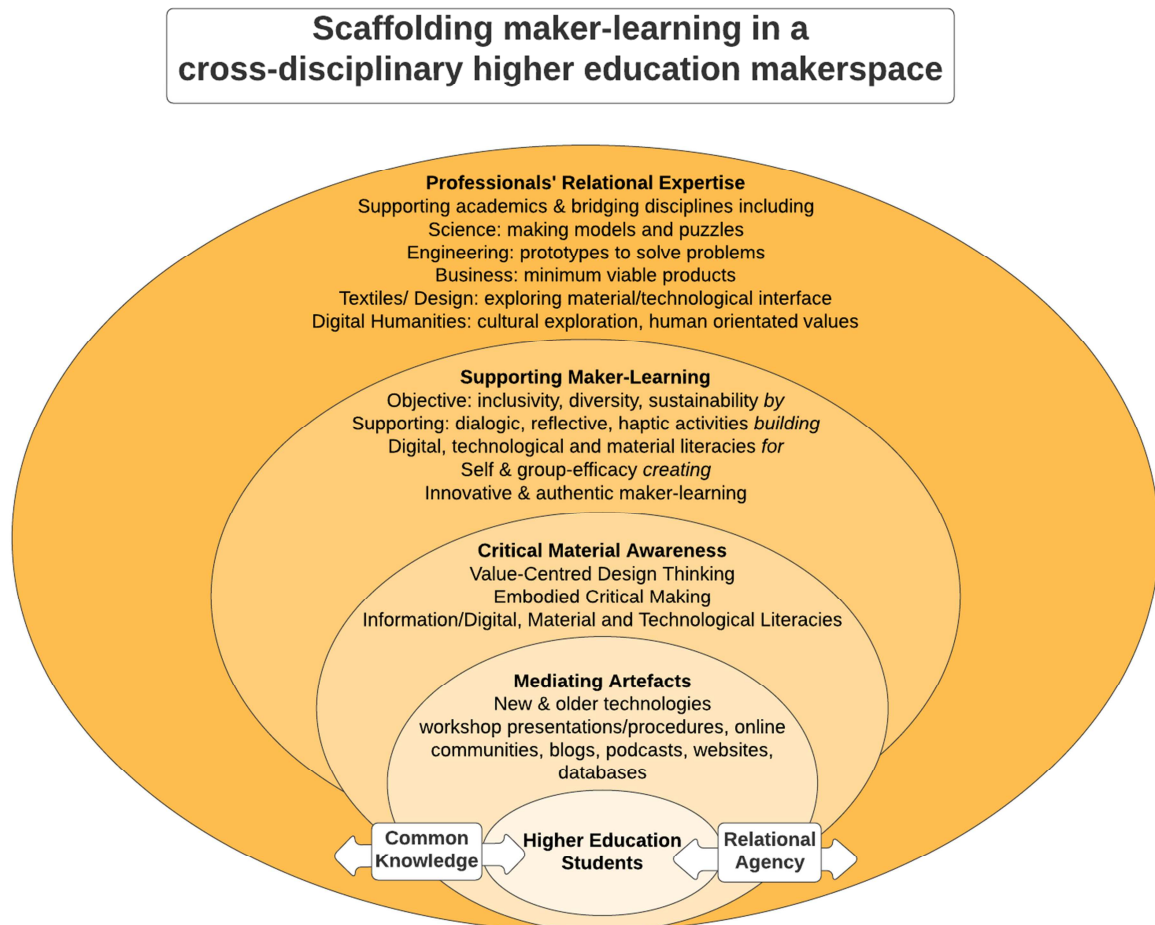 Scaffolding maker-learning in a
cross-disciplinary higher education makerspace
Professionals' Relational Expertise
Supporting academics & bridging disciplines including
Science: making models and puzzles
Engineering: prototypes to solve problems
Business: minimum viable products
Textiles/ Design: exploring material/technological interface
Digital Humanities: cultural exploration, human orientated values
Supporting Maker-Learning
Objective: inclusivity, diversity, sustainability by
Supporting: dialogic, reflective, haptic activities building
Digital, technological and material literacies for
Self & group-efficacy creating
Innovative & authentic maker-learning
Critical Material Awareness
Value-Centred Design Thinking
Embodied Critical Making
Information/Digital, Material and Technological Literacies
Mediating Artefacts
New & older technologies
workshop presentations/procedures, online
communities, blogs, podcasts, websites,
databases
Common
Knowledge
Higher Education
Students
Relational
Agency